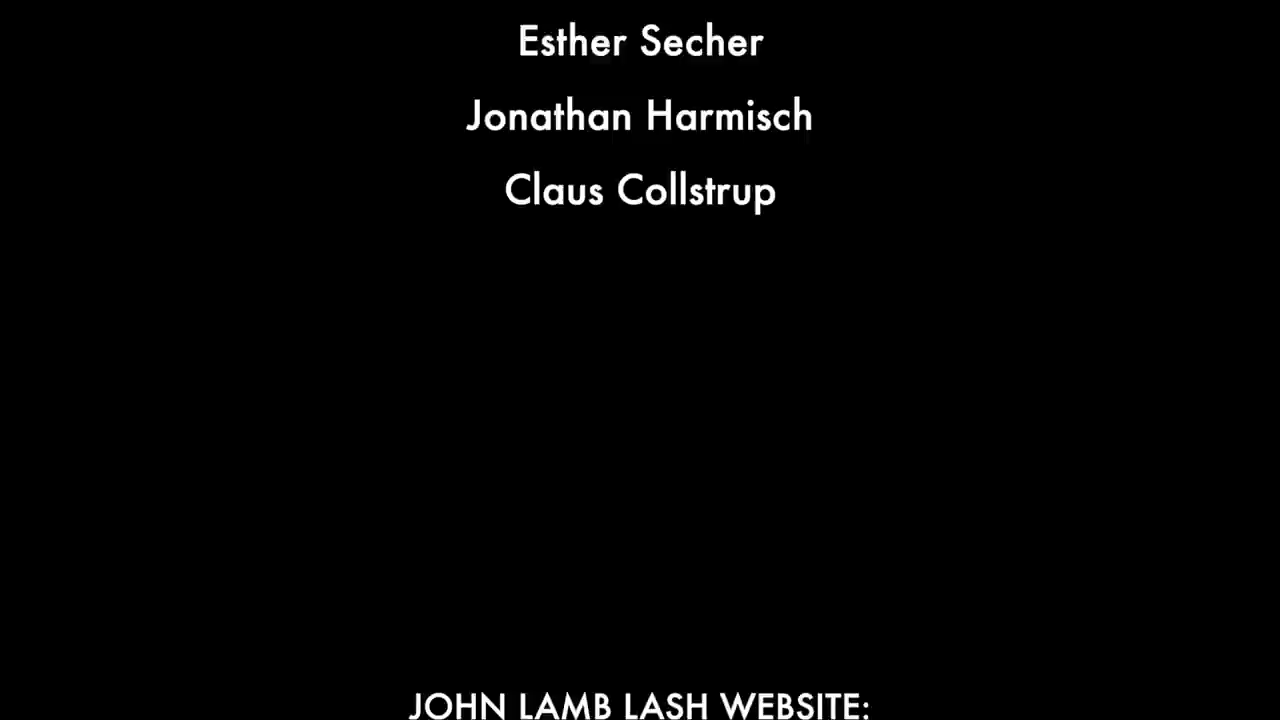 Esther Secher
Jonathan Harmisch
Claus Collstrup
JOHN LAMB LASH WEBSITE: